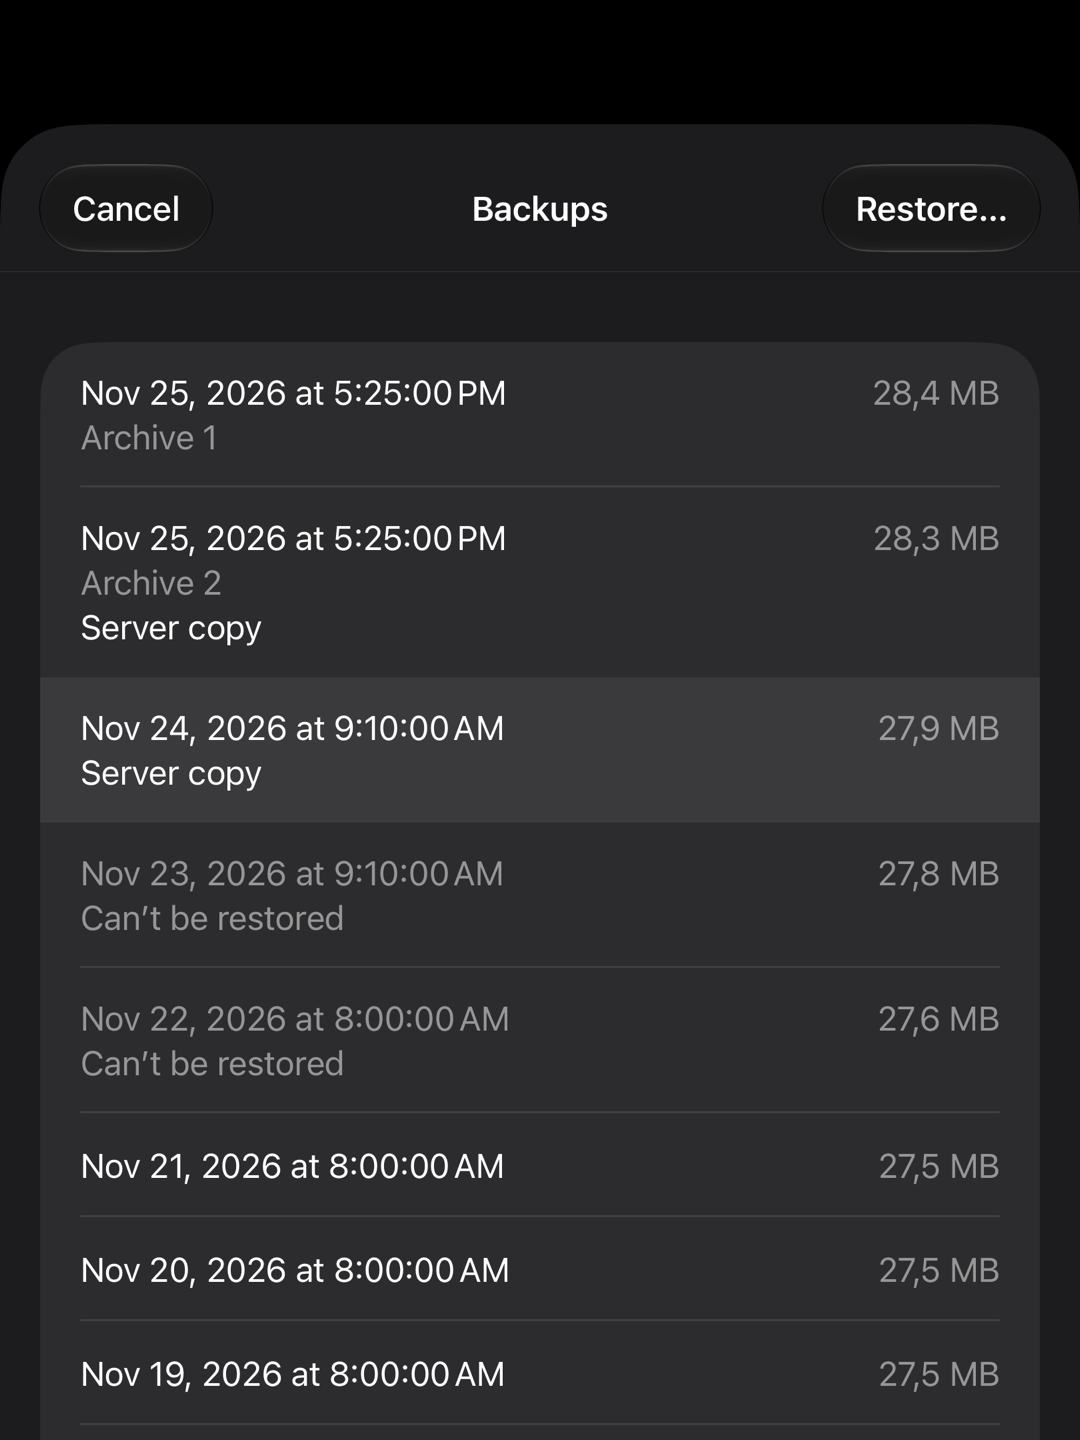 Cancel
Backups
Restore...
Nov 25, 2026 at 5:25:00 PM
28,4 MB
Archive 1
Nov 25, 2026 at 5:25:00 PM
28,3 MB
Archive 2
Server copy
Nov 24, 2026 at 9:10:00 AM
27,9 MB
Server copy
Nov 23, 2026 at 9:10:00 AM
27,8 MB
Can’t be restored
Nov 22, 2026 at 8:00:00 AM
27,6 MB
Can’t be restored
Nov 21, 2026 at 8:00:00 AM
27,5 MB
Nov 20, 2026 at 8:00:00 AM
27,5 MB
Nov 19, 2026 at 8:00:00 AM
27,5 MB